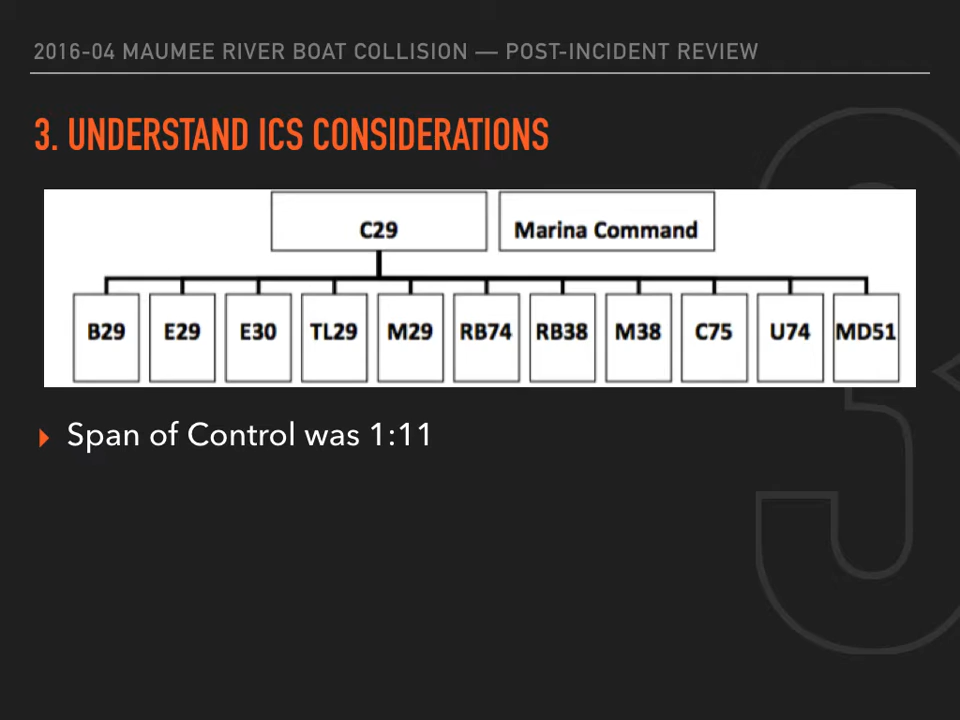 2016-04 MAUMEE RIVER BOAT COLLISION — POST-INCIDENT REVIEW
3. UNDERSTAND ICS CONSIDERATIONS
C29 Marina Command
B29 E29 E30 TL29 M29 RB74 RB38 M38 C75 U74 MD51
▸ Span of Control was 1:11
3